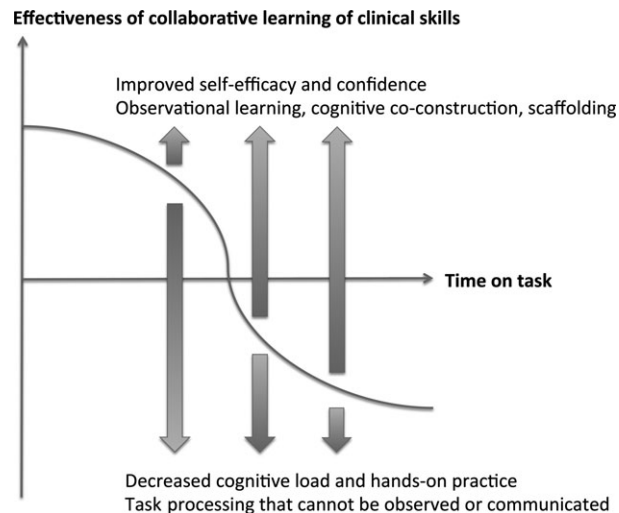 Effectiveness of collaborative learning of clinical skills
Improved self-efficacy and confidence
Observational learning, cognitive co-construction, scaffolding
Time on task
Decreased cognitive load and hands-on practice
Task processing that cannot be observed or communicated